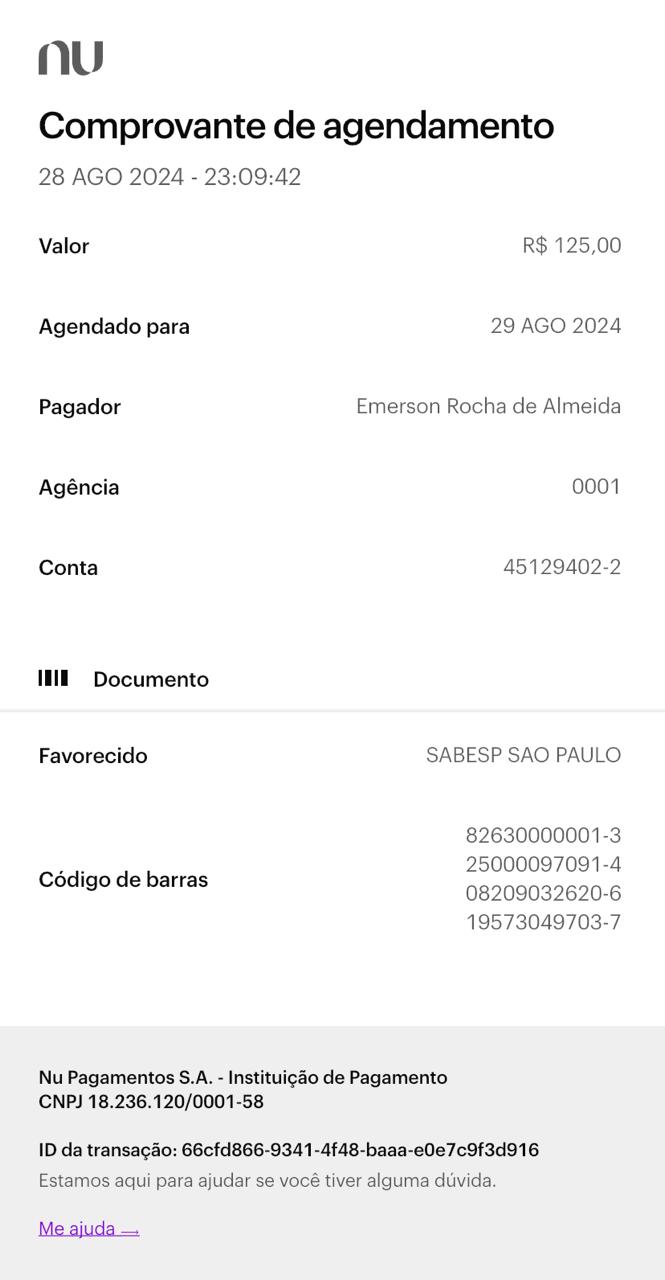 nu
Comprovante de agendamento
28 AGO 2024 - 23:09:42
Valor R$ 125,00
Agendado para 29 AGO 2024
Pagador Emerson Rocha de Almeida
Agência 0001
Conta 45129402-2
Documento
Favorecido SABESP SAO PAULO
Código de barras
82630000001-3
25000097091-4
08209032620-6
19573049703-7
Nu Pagamentos S.A. - Instituição de Pagamento
CNPJ 18.236.120/0001-58
ID da transação: 66cfd866-9341-4f48-baaa-e0e7c9f3d916
Estamos aqui para ajudar se você tiver alguma dúvida.
Me ajuda →